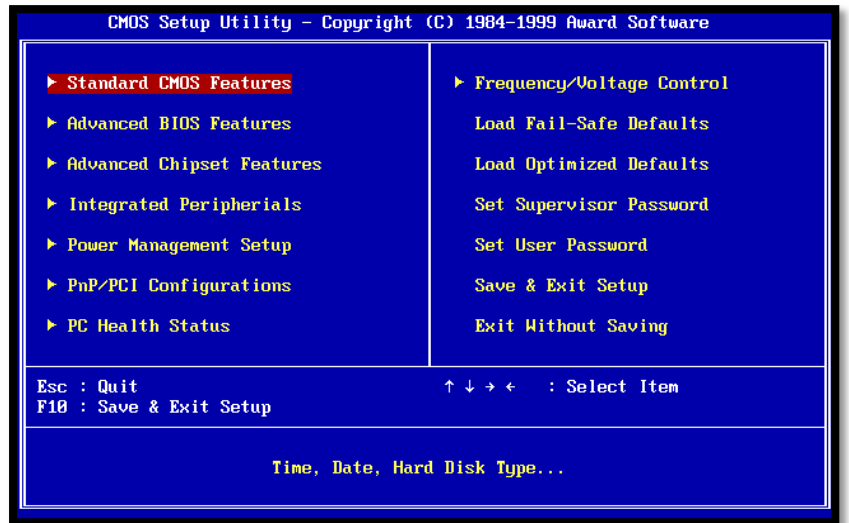 CMOS Setup Utility – Copyright (C) 1984–1999 Award Software
Standard CMOS Features
Advanced BIOS Features
Advanced Chipset Features
Integrated Peripherials
Power Management Setup
PnP/PCI Configurations
PC Health Status
Frequency/Voltage Control
Load Fail–Safe Defaults
Load Optimized Defaults
Set Supervisor Password
Set User Password
Save & Exit Setup
Exit Without Saving
Esc : Quit
F10 : Save & Exit Setup
↑ ↓ → ← : Select Item
Time, Date, Hard Disk Type...